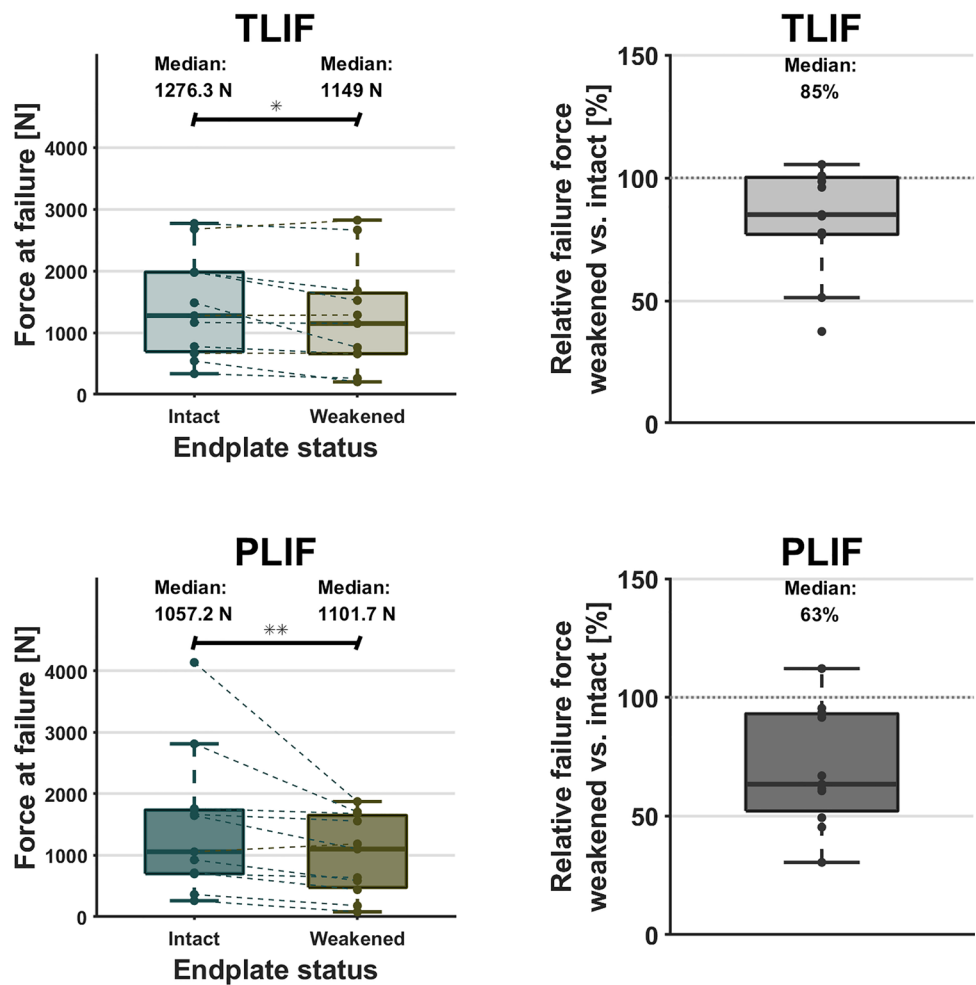 TLIF
Median: Median:
1276.3 N 1149 N
*
Force at failure [N]
4000
3000
2000
1000
0
Intact Weakened
Endplate status
TLIF
Median:
85%
Relative failure force
weakened vs. intact [%]
150
100
50
0
PLIF
Median: Median:
1057.2 N 1101.7 N
**
Force at failure [N]
4000
3000
2000
1000
0
Intact Weakened
Endplate status
PLIF
Median:
63%
Relative failure force
weakened vs. intact [%]
150
100
50
0